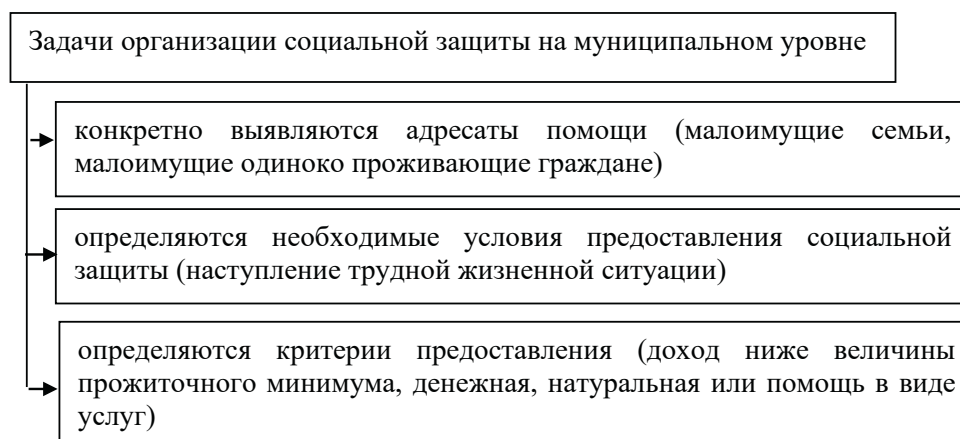 Задачи организации социальной защиты на муниципальном уровне
конкретно выявляются адресаты помощи (малоимущие семьи,
малоимущие одиноко проживающие граждане)
определяются необходимые условия предоставления социальной
защиты (наступление трудной жизненной ситуации)
определяются критерии предоставления (доход ниже величины
прожиточного минимума, денежная, натуральная или помощь в виде
услуг)